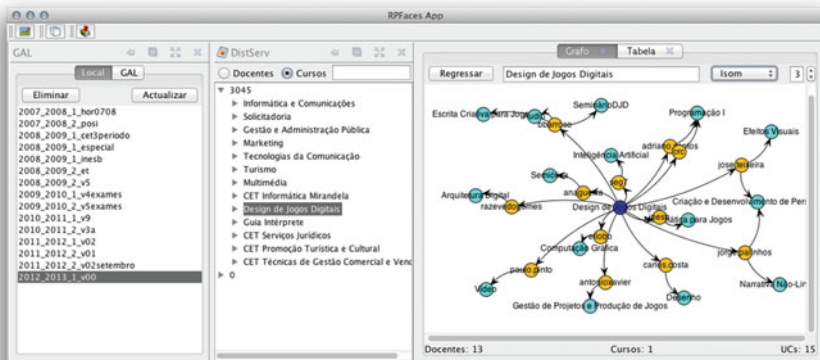 RPFaces App
GAL
Local GAL
Eliminar Actualizar
2007_2008_1_hor0708
2007_2008_2_posi
2008_2009_1_cet3periodo
2008_2009_1_especial
2008_2009_1_inesb
2008_2009_2_et
2008_2009_2_v5
2009_2010_1_v4exames
2009_2010_2_v5exames
2010_2011_1_v9
2010_2011_2_v3a
2011_2012_1_v02
2011_2012_2_v01
2011_2012_2_v02setembro
2012_2013_1_v00
DistServ
Docentes Cursos
3045
Informática e Comunicações
Solicitadoria
Gestão e Administração Pública
Marketing
Tecnologias da Comunicação
Turismo
Multimédia
CET Informática Mirandela
Design de Jogos Digitais
Guia Intérprete
CET Serviços Jurídicos
CET Promoção Turística e Cultural
CET Técnicas de Gestão Comercial e Venc
0
Grafo Tabela
Regressar Design de Jogos Digitais Isom 3
SeminárioDJD
Escrita Criativa para Jog
Programação I
Efeitos Visuais
Inteligência Artificial
Arquitetura Digital
razevedogomes
Criação e Desenvolvimento de Per
Design de Jogos Digitais
para Jogos
Computação Gráfica
paulo.pinto
carlos.costa
antonioxavier
Video
Desenho
Narrativa Não-Lin
Gestão de Projetos e Produção de Jogos
Docentes: 13 Cursos: 1 UCs: 15